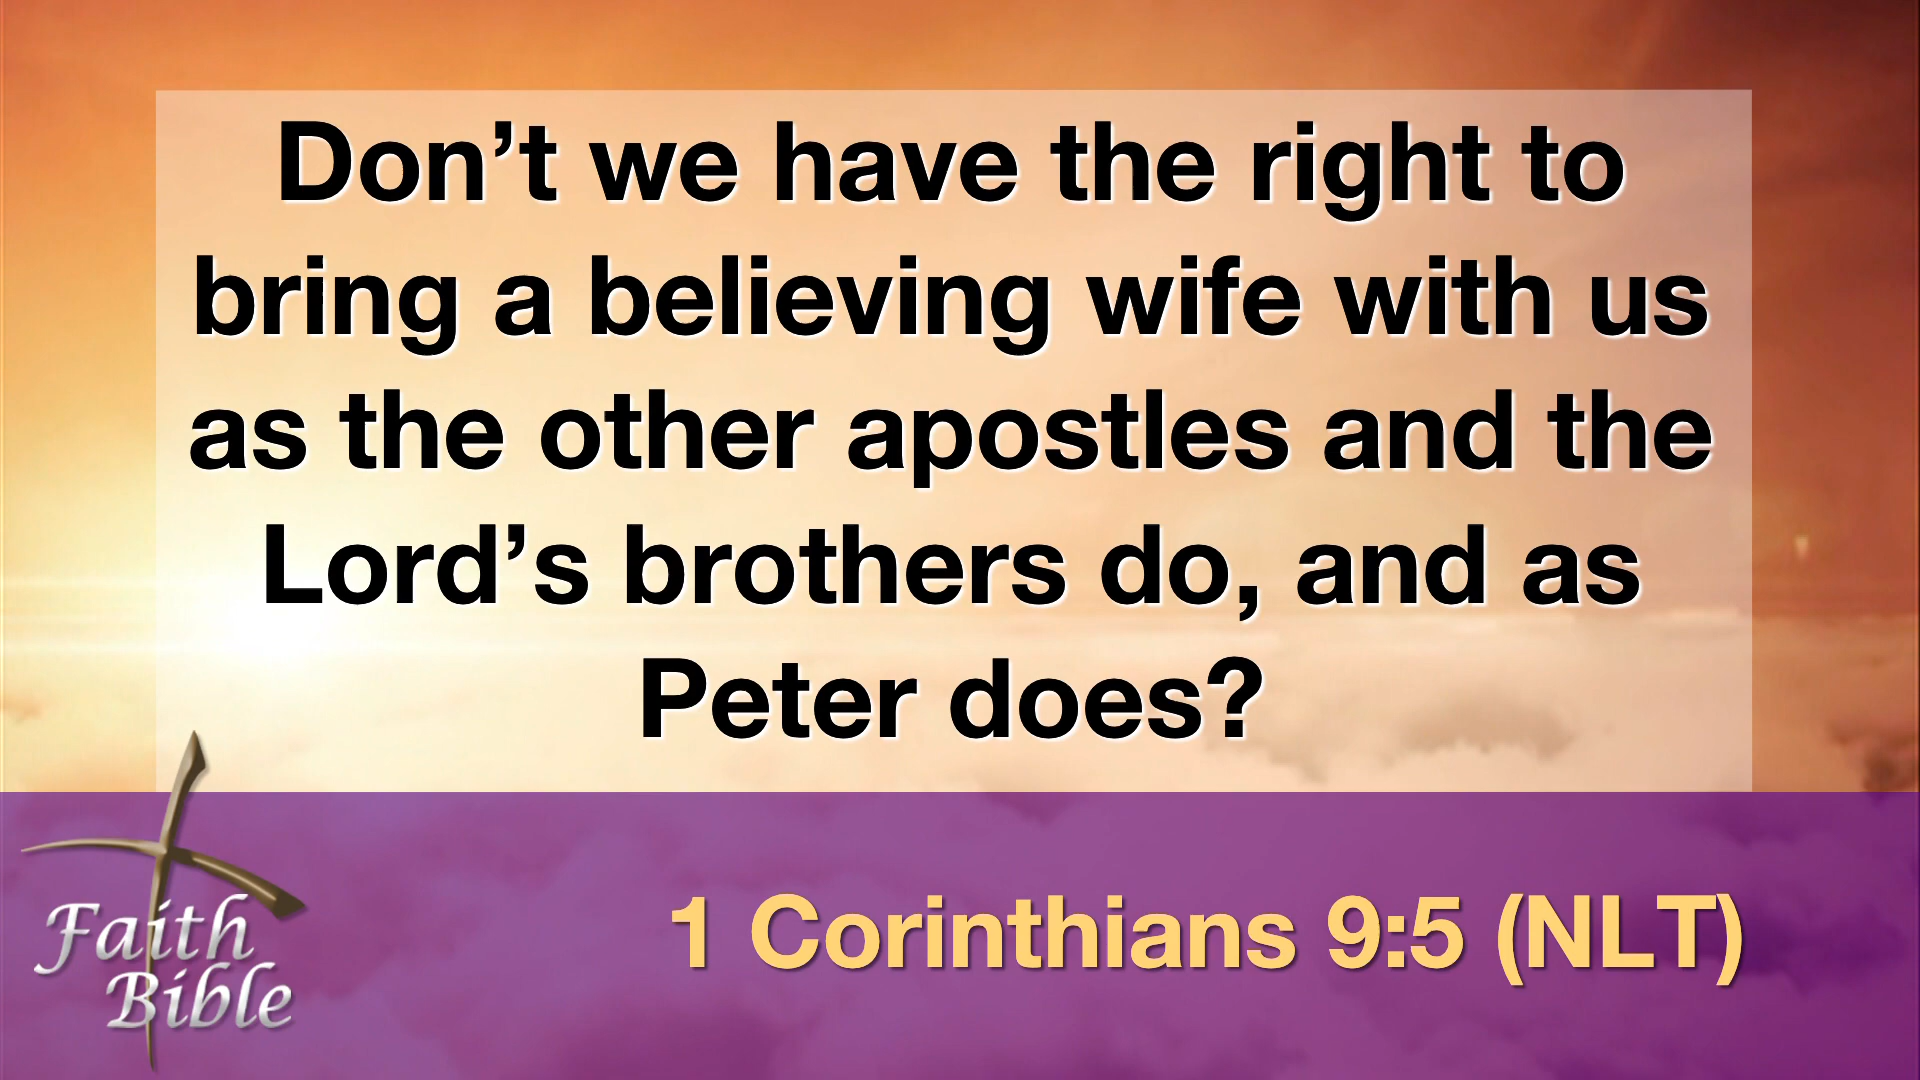 Don’t we have the right to
bring a believing wife with us
as the other apostles and the
Lord’s brothers do, and as
Peter does?
1 Corinthians 9:5 (NLT)
Faith
Bible